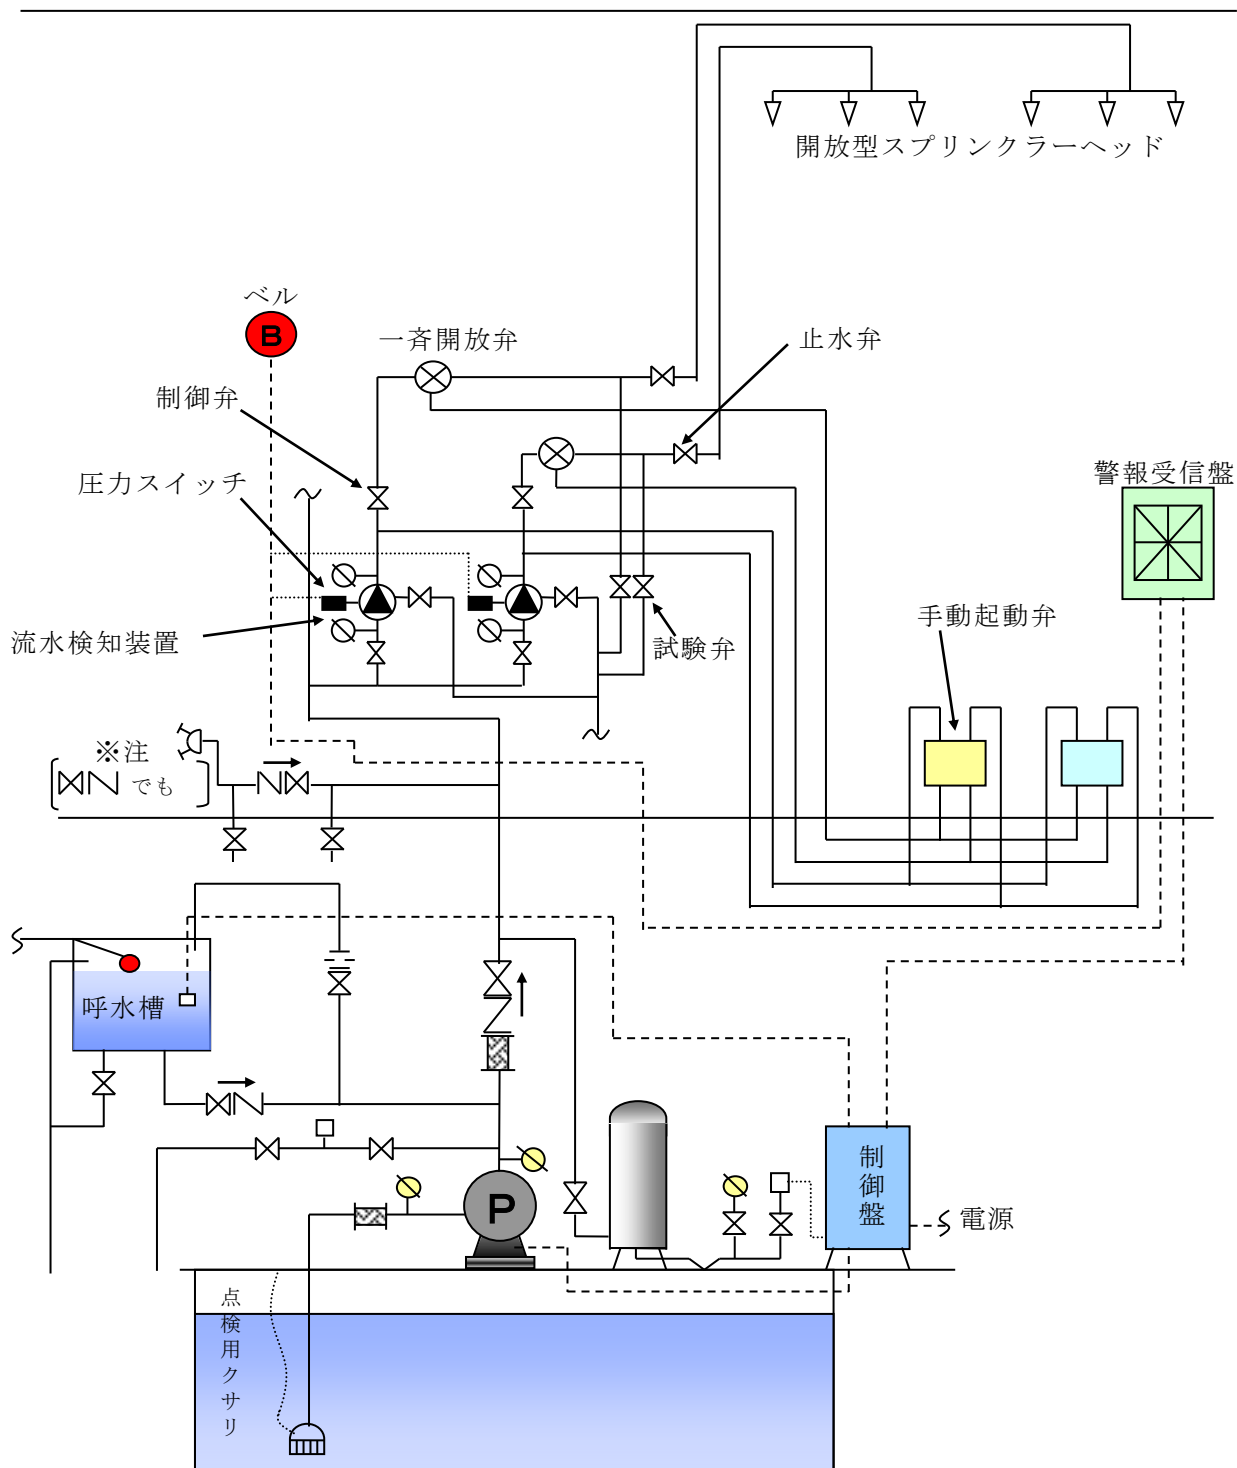 開放型スプリンクラーヘッド
ベル
B
一斉開放弁
止水弁
制御弁
圧力スイッチ
警報受信盤
流水検知装置
試験弁
手動起動弁
※注
でも
呼水槽
P
制御盤
電源
点検用クサリ